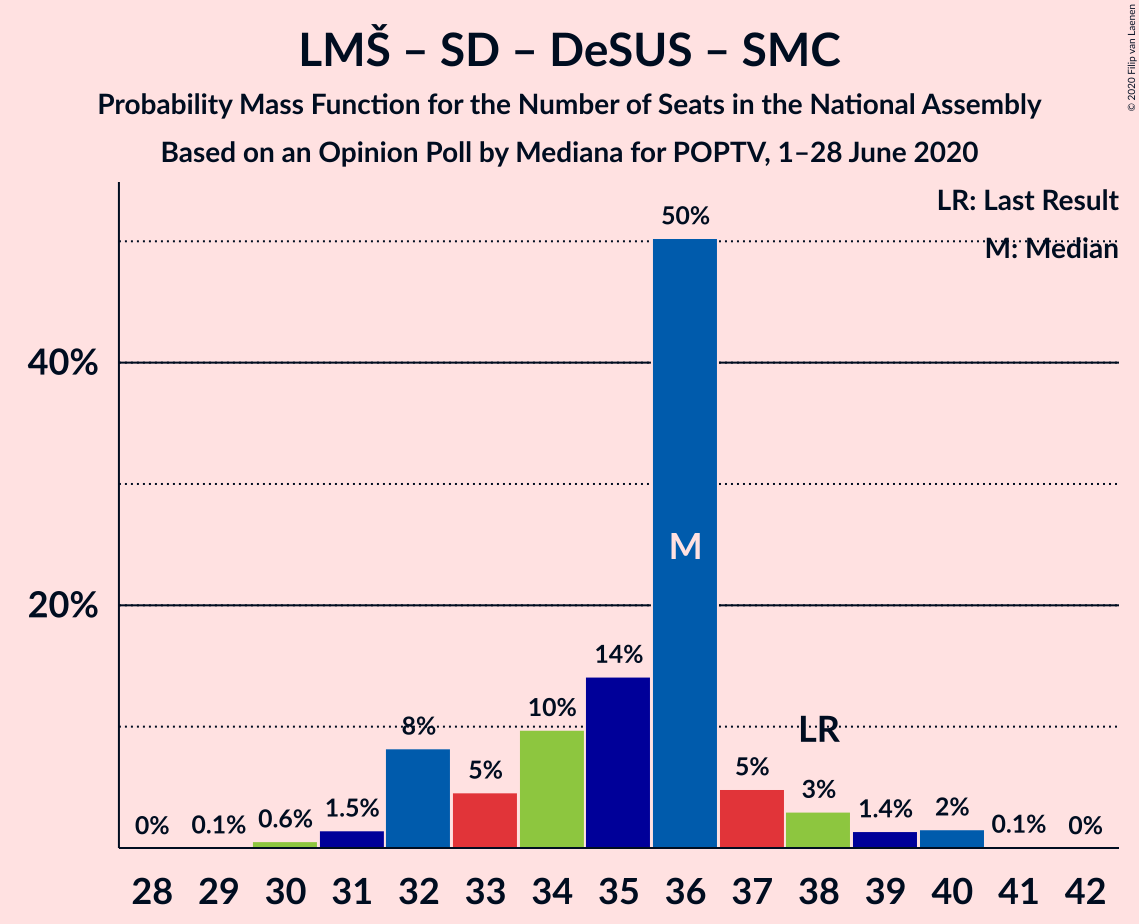 LMŠ – SD – DeSUS – SMC
Probability Mass Function for the Number of Seats in the National Assembly
Based on an Opinion Poll by Mediana for POPTV, 1–28 June 2020
© 2020 Filip van Laenen
LR: Last Result
M: Median
40%
20%
0%
0.1%
0.6%
1.5%
8%
5%
10%
14%
50%
M
5%
LR
3%
1.4%
2%
0.1%
0%
28 29 30 31 32 33 34 35 36 37 38 39 40 41 42